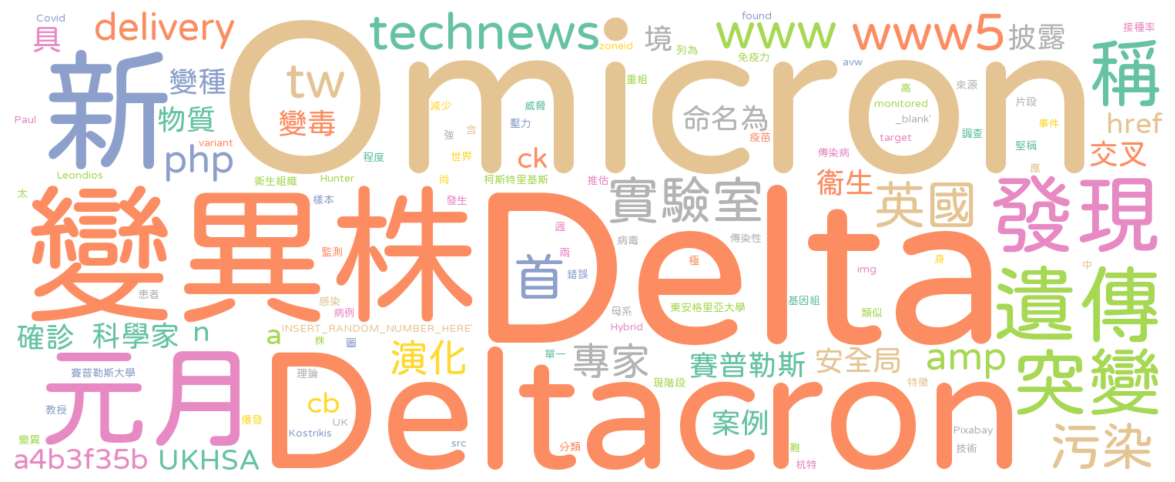 Covid
具
delivery
technews
zoneid
境
found
www
www5
列為
免疫力
披露
接種率
稱
新
變種
Omicron
tw
重組
avw
來源
高
monitored
_blank'
片段
href
物質
變毒
減少
威脅
命名為
事件
Paul
variant
php
強
含
壓力
疫苗
target
調查
堅稱
交叉
Leondios
程度
ck
世界
傳染病
應
衞生組織
Hunter
尚
柯斯特里基斯
推估
衞生
太
樣本
發生
實驗室
英國
發現
變異株
Delta
週
病毒
傳染性
監測
首
兩
錯誤
極
身
中
患者
感染
img
遺傳
病例
母系
東安格里亞大學
基因組
類似
確診
科學家
n
a
INSERT_RANDOM_NUMBER_HERE'
Hybrid
株
圖
演化
單一
專家
賽普勒斯
安全局
amp
突變
元月
賽普勒斯大學
理論
現階段
特徵
Deltacron
教授
cb
UK
爆發
Kostrikis
案例
Pixabay
污染
變異
src
分類
難
技術
a4b3f35b
UKHSA
杭特